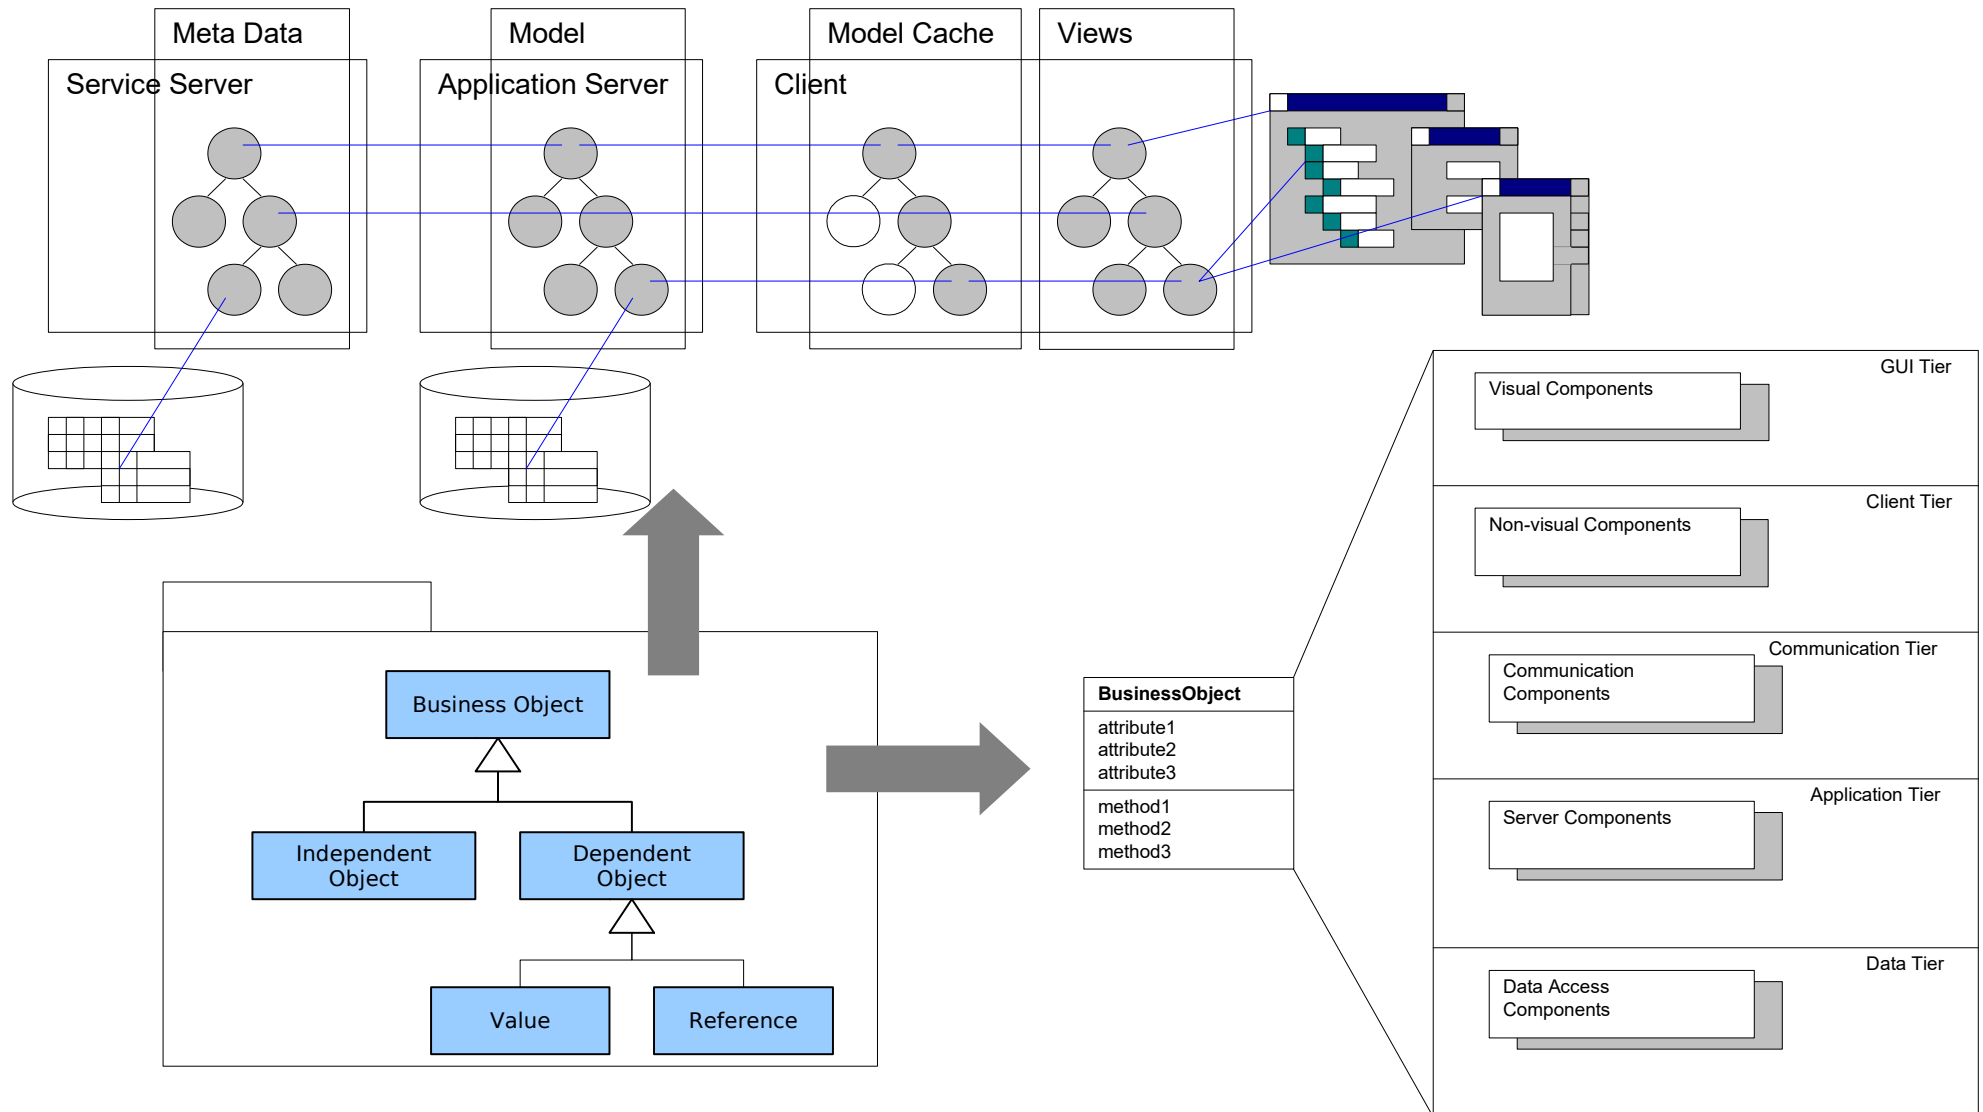 Meta Data
Model
Model Cache
Views
Service Server
Application Server
Client
GUI Tier
Visual Components
Client Tier
Non-visual Components
Communication Tier
Communication
Components
Application Tier
Server Components
Data Tier
Data Access
Components
Business Object
Independent
Object
Dependent
Object
Value
Reference
BusinessObject
attribute1
attribute2
attribute3
method1
method2
method3